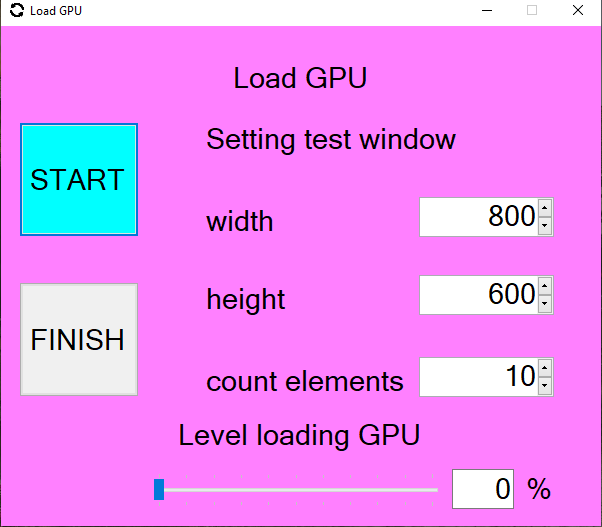 Load GPU
Load GPU
Setting test window
START
width 800
height 600
FINISH
count elements 10
Level loading GPU
0 %